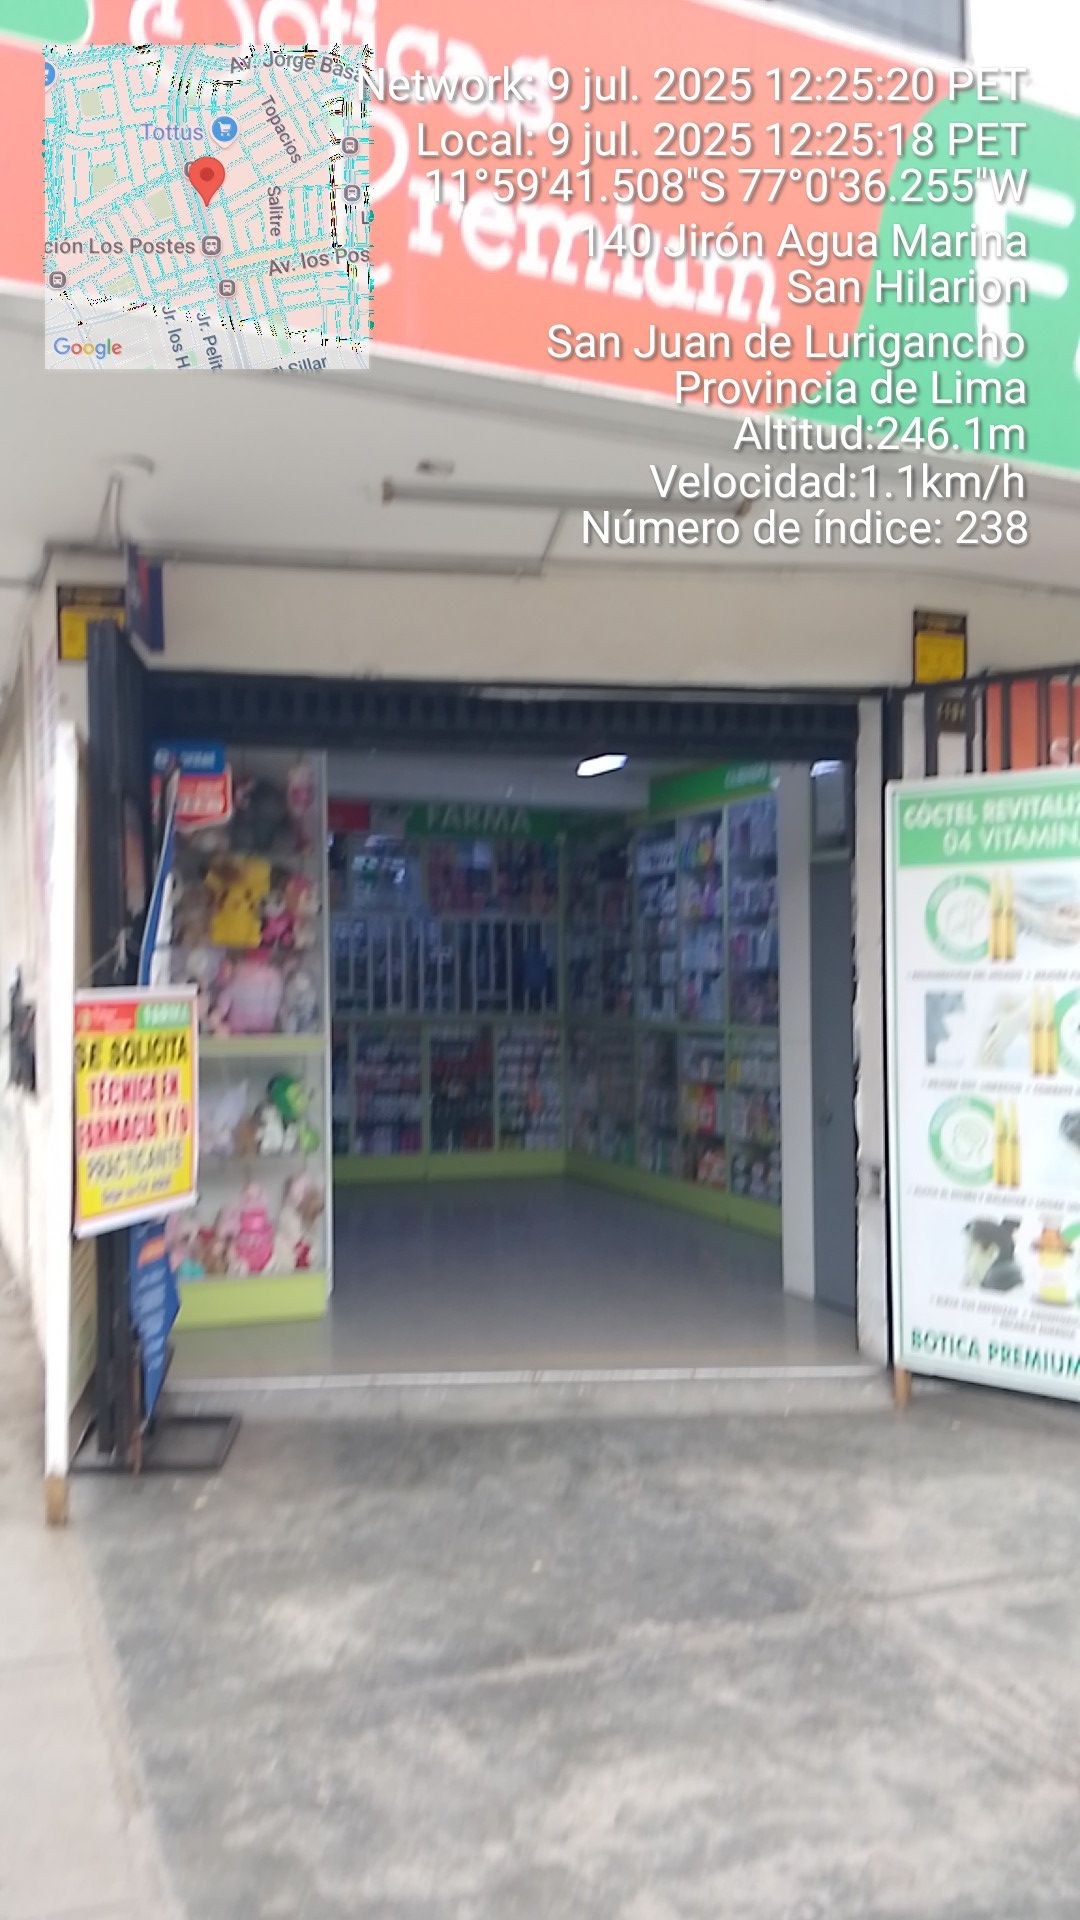 Boticas
Premium
Network: 9 jul. 2025 12:25:20 PET
Local: 9 jul. 2025 12:25:18 PET
11°59'41.508"S 77°0'36.255"W
140 Jirón Agua Marina
San Hilarion
San Juan de Lurigancho
Provincia de Lima
Altitud:246.1m
Velocidad:1.1km/h
Número de índice: 238
Av. Jorge Basa
Topacios
Tottus
Salitre
ción Los Postes
Av. los Pos
Jr. los H
Jr. Pelit
El Sillar
Google
FARMA
FARMA
SE SOLICITA
TÉCNICA EN
FARMACIA Y/O
PRACTICANTE
CÓCTEL REVITALIZ
04 VITAMIN
BOTICA PREMIUM